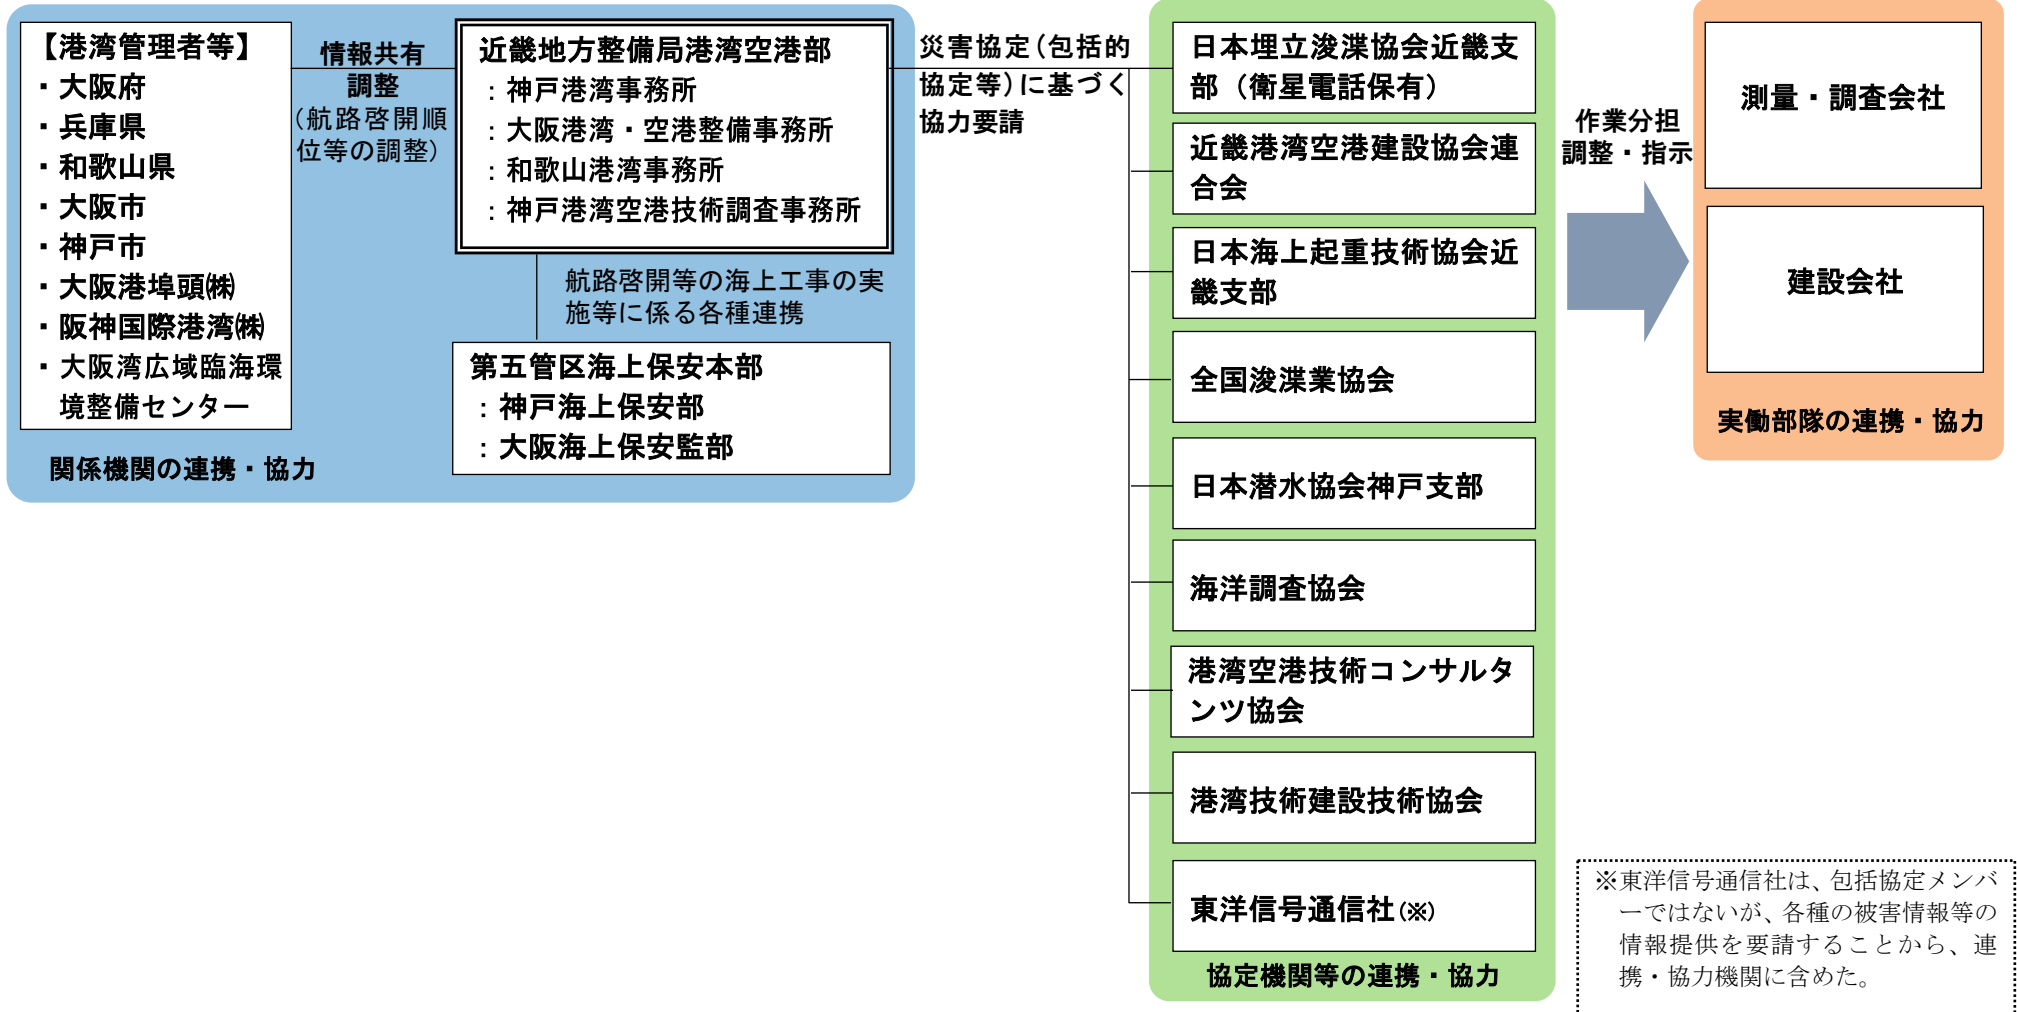 【港湾管理者等】
・大阪府
・兵庫県
・和歌山県
・大阪市
・神戸市
・大阪港埠頭㈱
・阪神国際港湾㈱
・大阪湾広域臨海環
境整備センター
情報共有
調整
（航路啓開順
位等の調整）
近畿地方整備局港湾空港部
：神戸港湾事務所
：大阪港湾・空港整備事務所
：和歌山港湾事務所
：神戸港湾空港技術調査事務所
航路啓開等の海上工事の実
施等に係る各種連携
第五管区海上保安本部
：神戸海上保安部
：大阪海上保安監部
関係機関の連携・協力
災害協定（包括的
協定等）に基づく
協力要請
日本埋立浚渫協会近畿支
部（衛星電話保有）
近畿港湾空港建設協会連
合会
日本海上起重技術協会近
畿支部
全国浚渫業協会
日本潜水協会神戸支部
海洋調査協会
港湾空港技術コンサルタ
ンツ協会
港湾技術建設技術協会
東洋信号通信社（※）
協定機関等の連携・協力
作業分担
調整・指示
測量・調査会社
建設会社
実働部隊の連携・協力
※東洋信号通信社は、包括協定メンバ
ーではないが、各種の被害情報等の
情報提供を要請することから、連
携・協力機関に含めた。